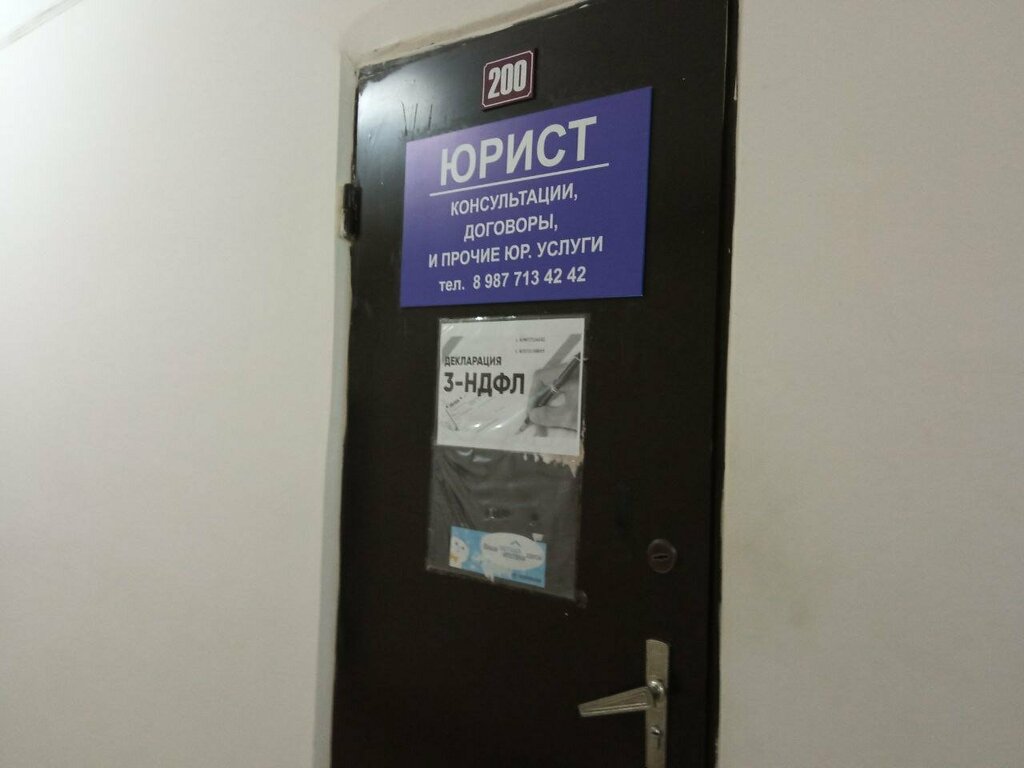 200
ЮРИСТ
КОНСУЛЬТАЦИИ,
ДОГОВОРЫ,
И ПРОЧИЕ ЮР. УСЛУГИ
тел. 8 987 713 42 42
ДЕКЛАРАЦИЯ
3-НДФЛ